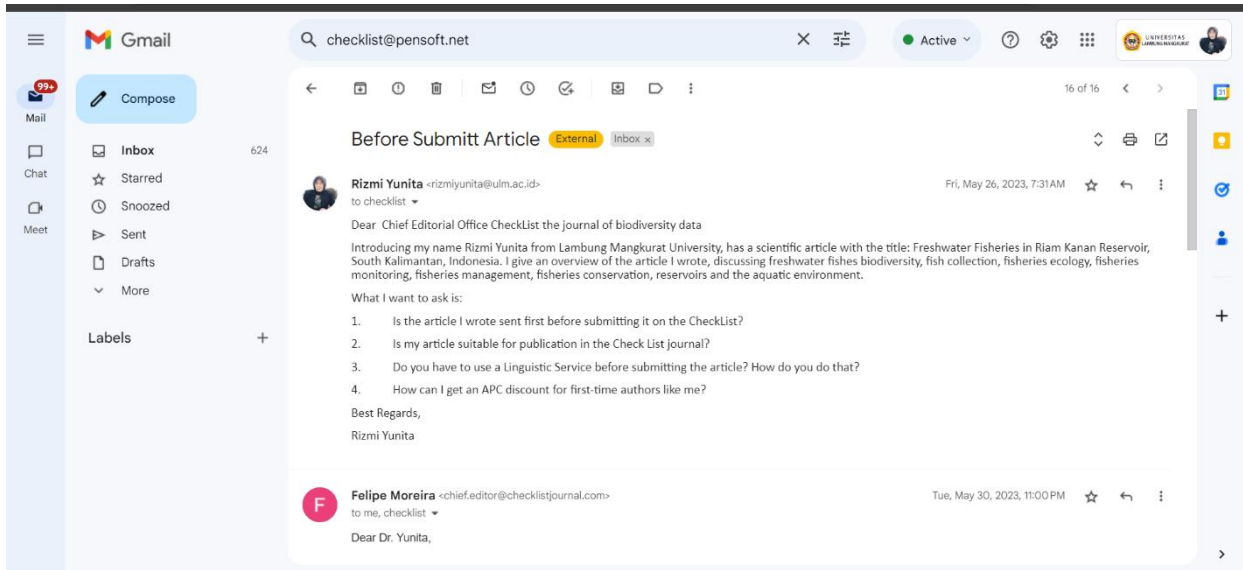 Gmail
checklist@pensoft.net
Active
UNIVERSITAS
LAMBUNG MANGKURAT
99+
Mail
Compose
16 of 16
31
Before Submitt Article External Inbox x
Inbox 624
Chat
Starred
Rizmi Yunita <rizmiyunita@ulm.ac.id> Fri, May 26, 2023, 7:31 AM
to checklist
Snoozed
Meet
Sent
Dear Chief Editorial Office CheckList the journal of biodiversity data
Drafts
Introducing my name Rizmi Yunita from Lambung Mangkurat University, has a scientific article with the title: Freshwater Fisheries in Riam Kanan Reservoir,
South Kalimantan, Indonesia. I give an overview of the article I wrote, discussing freshwater fishes biodiversity, fish collection, fisheries ecology, fisheries
monitoring, fisheries management, fisheries conservation, reservoirs and the aquatic environment.
More
What I want to ask is:
1. Is the article I wrote sent first before submitting it on the CheckList?
Labels
2. Is my article suitable for publication in the Check List journal?
3. Do you have to use a Linguistic Service before submitting the article? How do you do that?
4. How can I get an APC discount for first-time authors like me?
Best Regards,
Rizmi Yunita
F
Felipe Moreira <chief.editor@checklistjournal.com> Tue, May 30, 2023, 11:00 PM
to me, checklist
Dear Dr. Yunita,